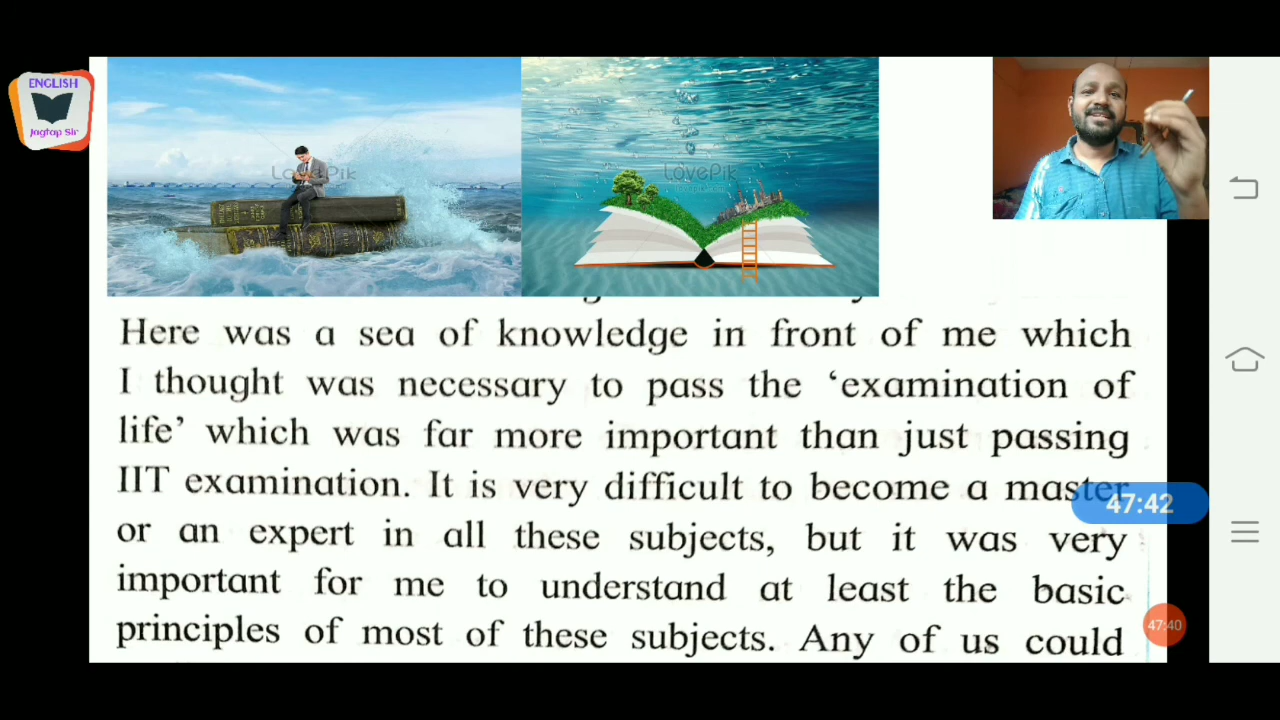 ENGLISH
Jagtap Sir
LovePik
LovePik
Here was a sea of knowledge in front of me which
I thought was necessary to pass the ‘examination of
life’ which was far more important than just passing
IIT examination. It is very difficult to become a master
47:42
or an expert in all these subjects, but it was very
important for me to understand at least the basic
principles of most of these subjects. Any of us could
47:40